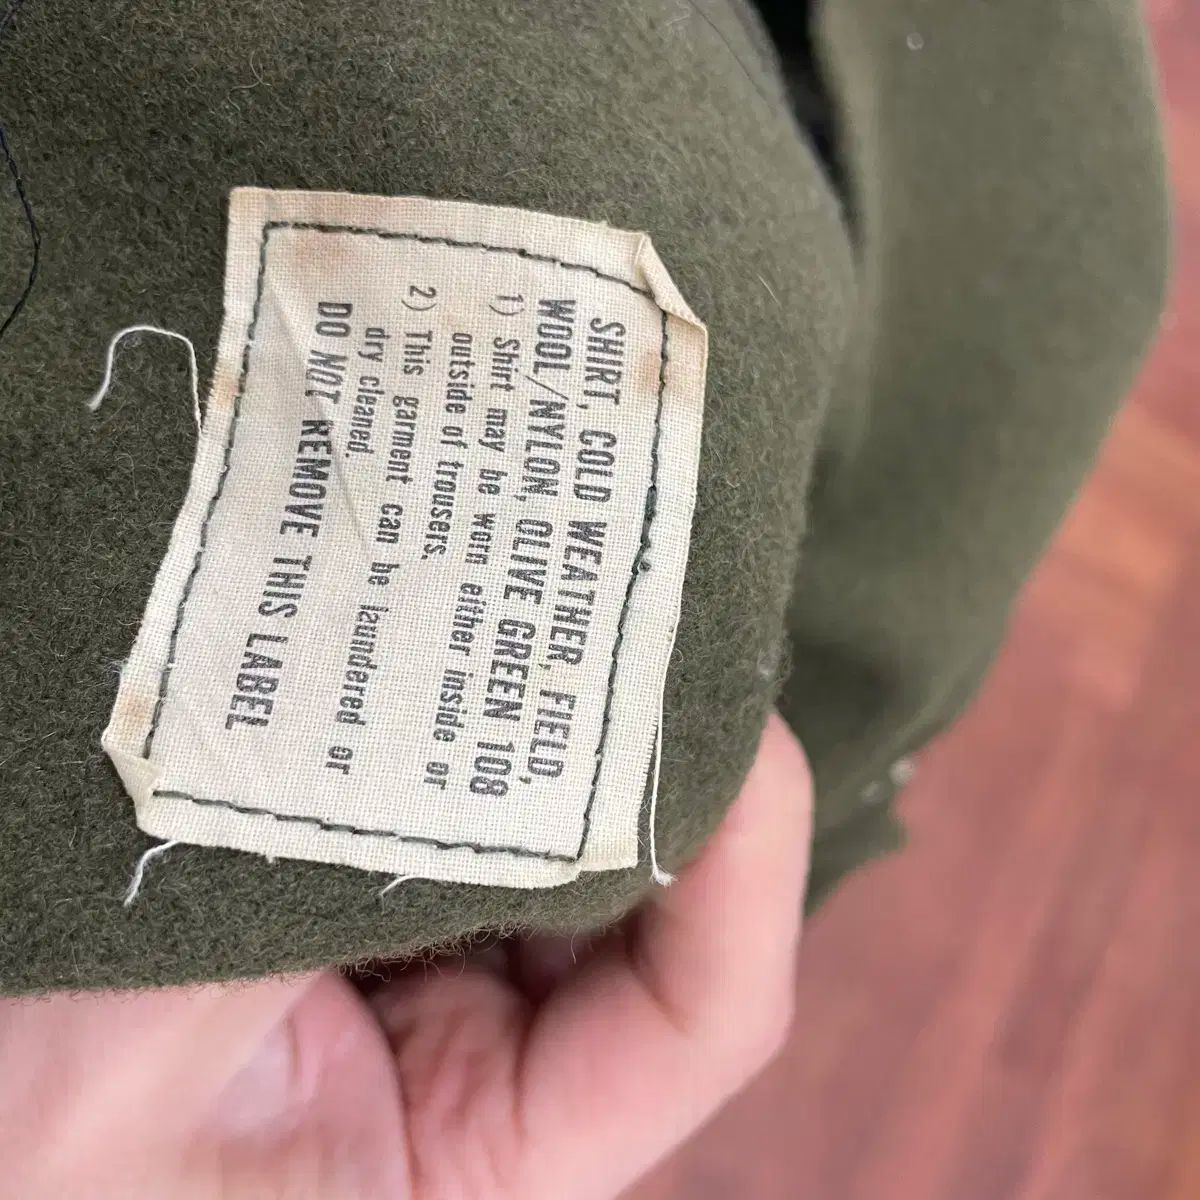 SHIRT, COLD WEATHER, FIELD,
WOOL/NYLON, OLIVE GREEN 108
1) Shirt may be worn either inside or
outside of trousers.
2) This garment can be laundered or
dry cleaned.
DO NOT REMOVE THIS LABEL